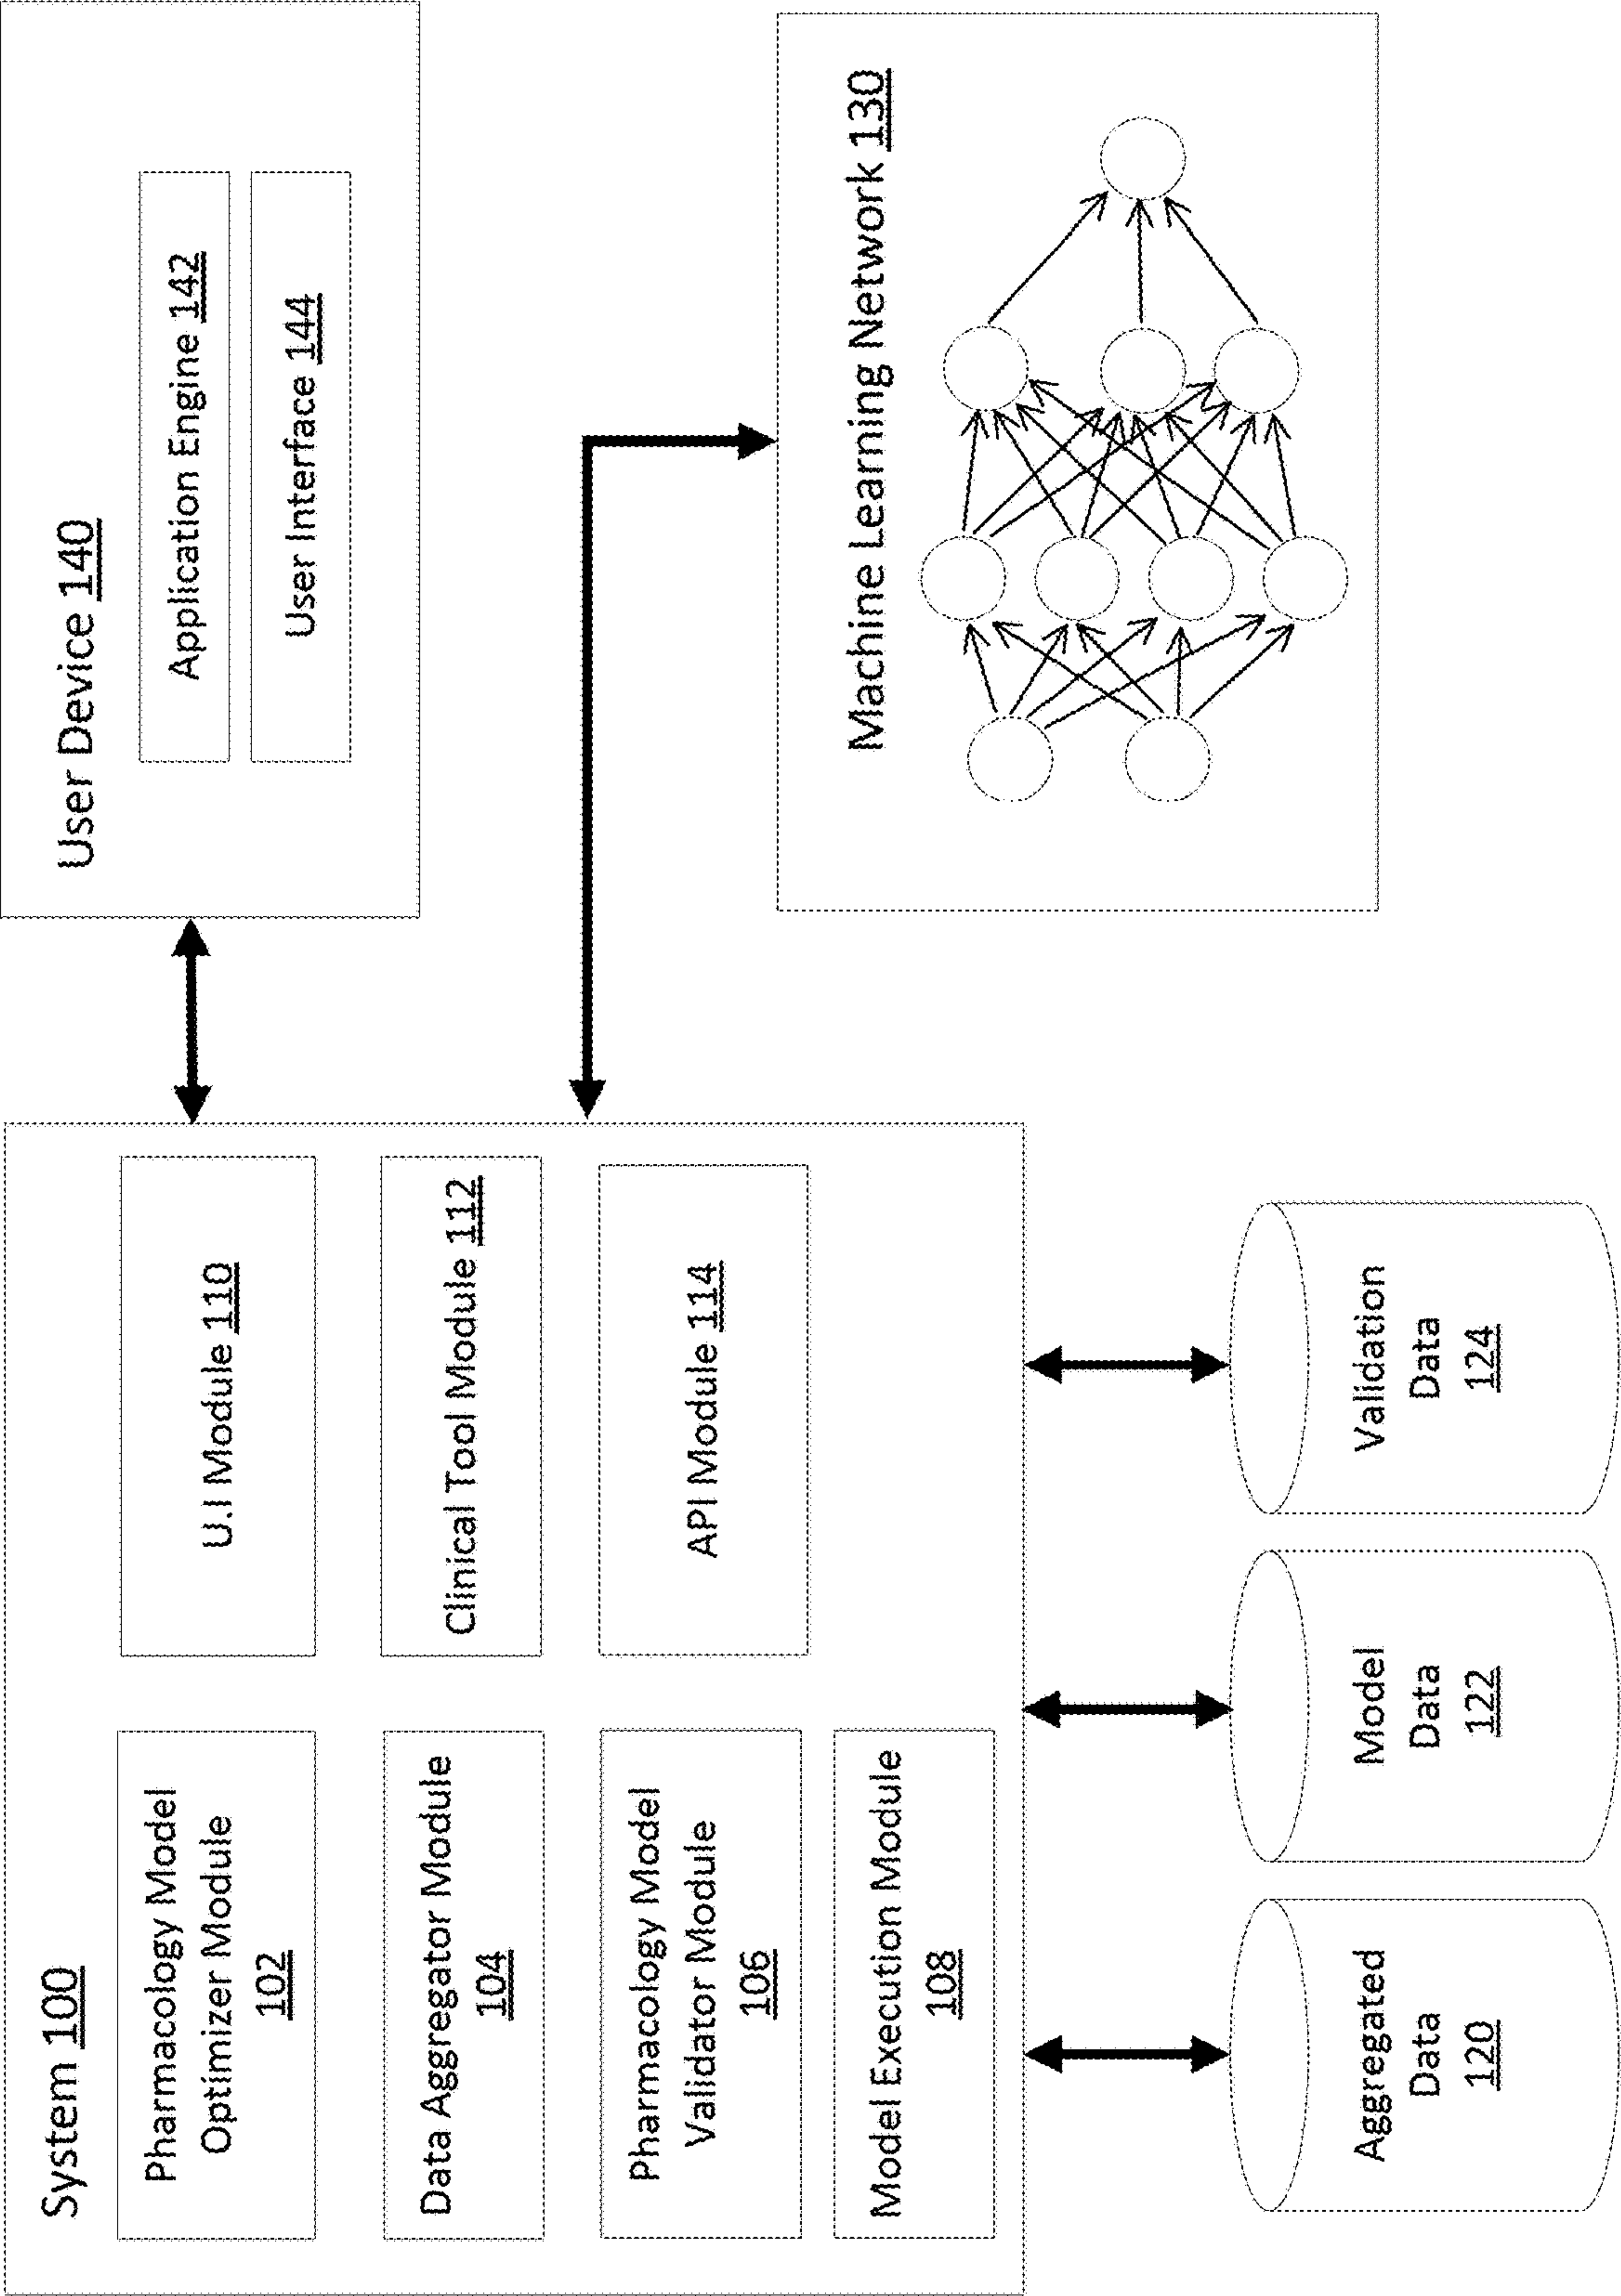 System 100
Pharmacology Model
Optimizer Module
102
Data Aggregator Module
104
Pharmacology Model
Validator Module
106
Model Execution Module
108
U.I Module 110
Clinical Tool Module 112
API Module 114
User Device 140
Application Engine 142
User Interface 144
Machine Learning Network 130
Aggregated
Data
120
Model
Data
122
Validation
Data
124